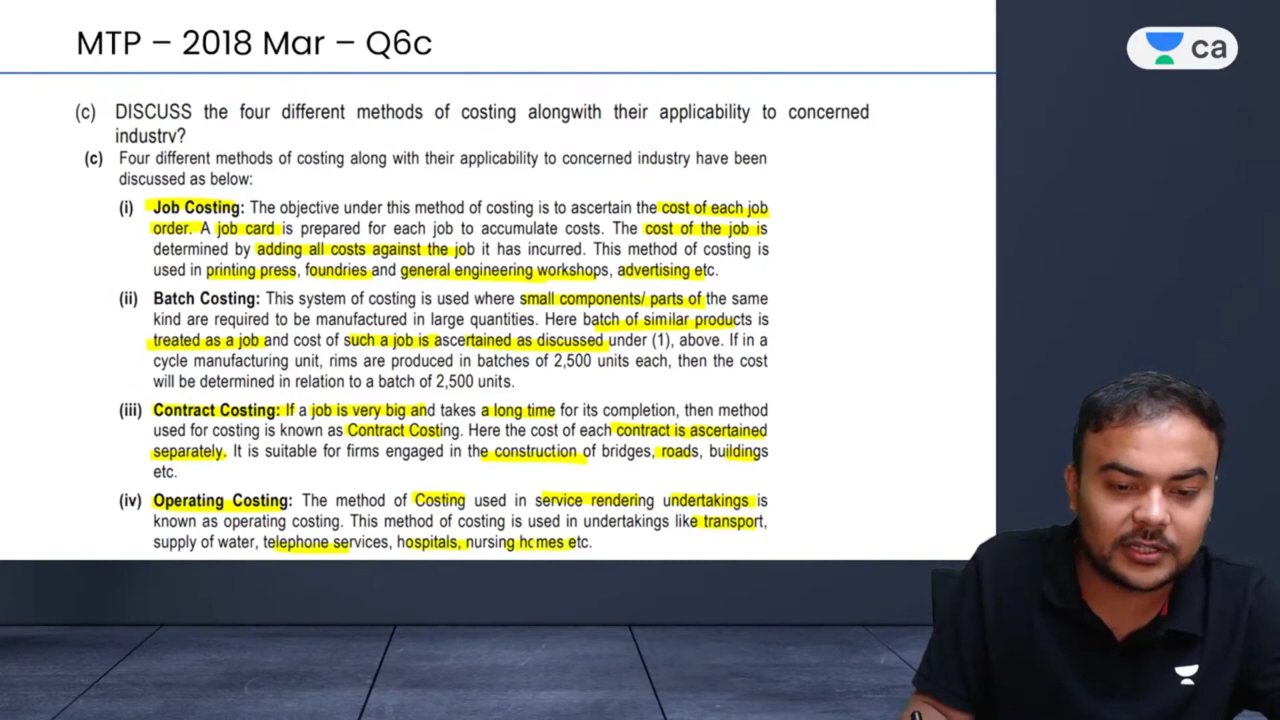 MTP – 2018 Mar – Q6c
ca
(c) DISCUSS the four different methods of costing alongwith their applicability to concerned
industry?
(c) Four different methods of costing along with their applicability to concerned industry have been
discussed as below:
(i) Job Costing: The objective under this method of costing is to ascertain the cost of each job
order. A job card is prepared for each job to accumulate costs. The cost of the job is
determined by adding all costs against the job it has incurred. This method of costing is
used in printing press, foundries and general engineering workshops, advertising etc.
(ii) Batch Costing: This system of costing is used where small components/ parts of the same
kind are required to be manufactured in large quantities. Here batch of similar products is
treated as a job and cost of such a job is ascertained as discussed under (1), above. If in a
cycle manufacturing unit, rims are produced in batches of 2,500 units each, then the cost
will be determined in relation to a batch of 2,500 units.
(iii) Contract Costing: If a job is very big and takes a long time for its completion, then method
used for costing is known as Contract Costing. Here the cost of each contract is ascertained
separately. It is suitable for firms engaged in the construction of bridges, roads, buildings
etc.
(iv) Operating Costing: The method of Costing used in service rendering undertakings is
known as operating costing. This method of costing is used in undertakings like transport,
supply of water, telephone services, hospitals, nursing homes etc.